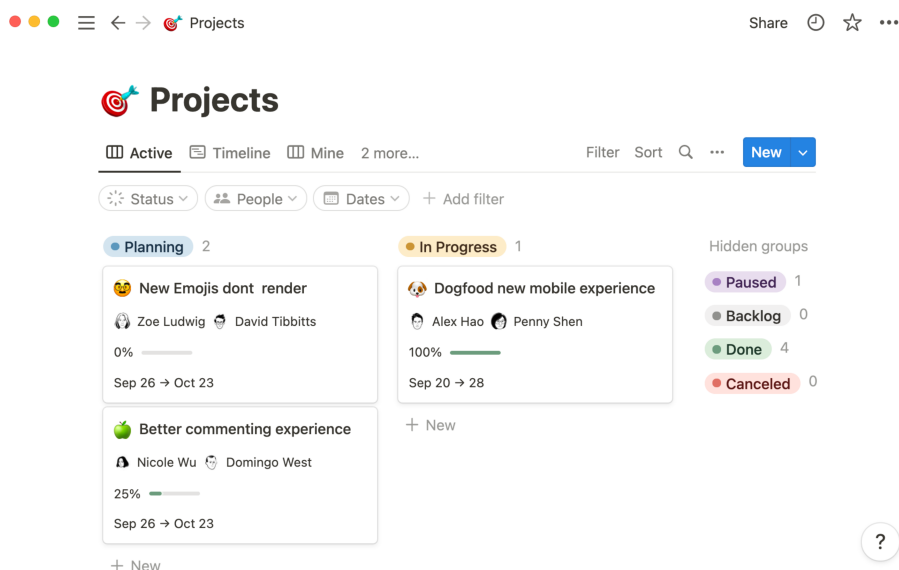 Projects
Share
Projects
Active Timeline Mine 2 more...
Filter Sort New
Status People Dates + Add filter
Planning 2
New Emojis dont render
Zoe Ludwig David Tibbitts
0%
Sep 26 → Oct 23
Better commenting experience
Nicole Wu Domingo West
25%
Sep 26 → Oct 23
+ New
In Progress 1
Dogfood new mobile experience
Alex Hao Penny Shen
100%
Sep 20 → 28
+ New
Hidden groups
Paused 1
Backlog 0
Done 4
Canceled 0
?